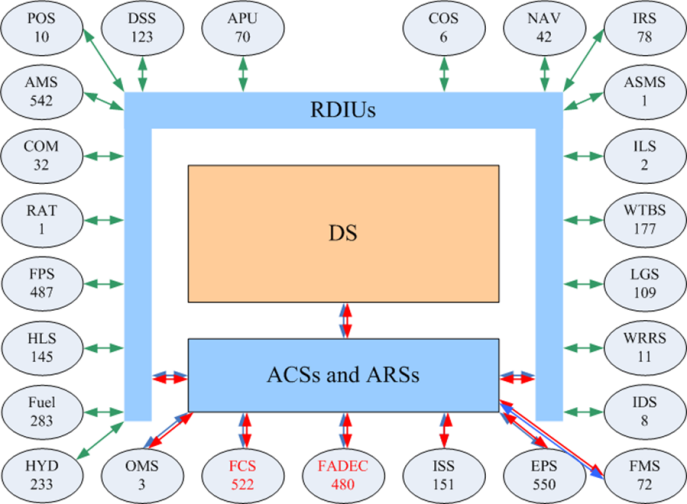 POS
10
DSS
123
APU
70
COS
6
NAV
42
IRS
78
AMS
542
RDIUs
ASMS
1
COM
32
ILS
2
RAT
1
DS
WTBS
177
FPS
487
LGS
109
HLS
145
ACSs and ARSs
WRRS
11
Fuel
283
IDS
8
HYD
233
OMS
3
FCS
522
FADEC
480
ISS
151
EPS
550
FMS
72